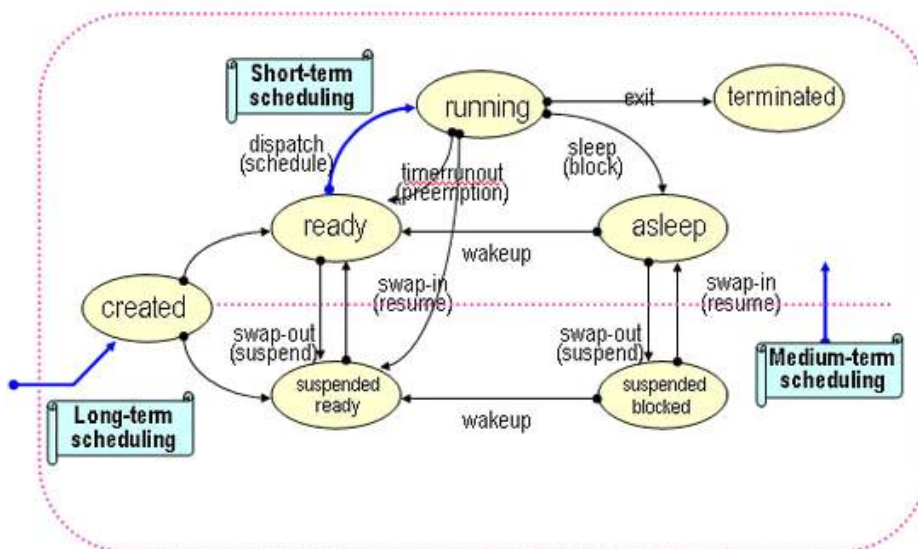 Short-term
scheduling
running
exit
terminated
dispatch
(schedule)
sleep
(block)
timerrunout
(preemption)
ready
asleep
wakeup
created
swap-in
(resume)
swap-in
(resume)
swap-out
(suspend)
swap-out
(suspend)
suspended
ready
suspended
blocked
Medium-term
scheduling
Long-term
scheduling
wakeup